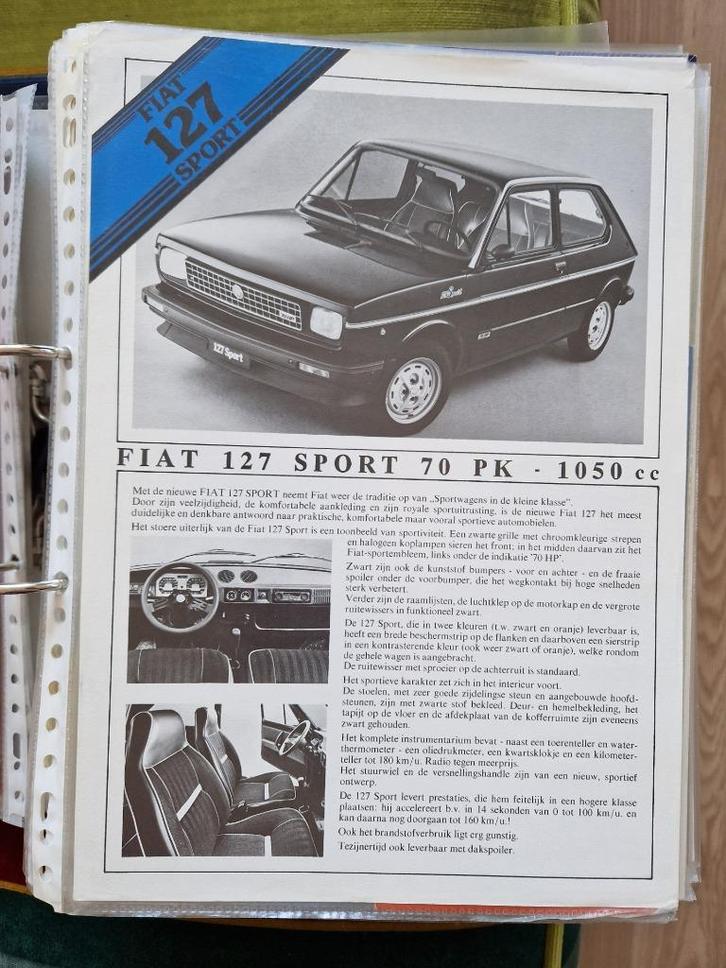 FIAT
127
SPORT
127 Sport
FIAT 127 SPORT 70 PK - 1050 cc
Met de nieuwe FIAT 127 SPORT neemt Fiat weer de traditie op van „Sportwagens in de kleine klasse”.
Door zijn veelzijdigheid, de komfortabele aankleding en zijn royale sportuitrusting, is de nieuwe Fiat 127 het meest
duidelijke en denkbare antwoord naar praktische, komfortabele maar vooral sportieve automobielen.
Het stoere uiterlijk van de Fiat 127 Sport is een toonbeeld van sportiviteit. Een zwarte grille met chroomkleurige strepen
en halogeen koplampen sieren het front; in het midden daarvan zit het
Fiat-sportembleem, links onder de indikatie '70 HP'.
Zwart zijn ook de kunststof bumpers - voor en achter - en de fraaie
spoiler onder de voorbumper, die het wegkontakt bij hoge snelheden
sterk verbetert.
Verder zijn de raamlijsten, de luchtklep op de motorkap en de vergrote
ruitewissers in funktioneel zwart.
De 127 Sport, die in twee kleuren (t.w. zwart en oranje) leverbaar is,
heeft een brede beschermstrip op de flanken en daarboven een sierstrip
in een kontrasterende kleur (ook weer zwart of oranje), welke rondom
de gehele wagen is aangebracht.
De ruitewisser met sproeier op de achterruit is standaard.
Het sportieve karakter zet zich in het interieur voort.
De stoelen, met zeer goede zijdelingse steun en aangebouwde hoofd-
steunen, zijn met zwarte stof bekleed. Deur- en hemelbekleding, het
tapijt op de vloer en de afdekplaat van de kofferruimte zijn eveneens
zwart gehouden.
Het komplete instrumentarium bevat - naast een toerenteller en water-
thermometer - een oliedrukmeter, een kwartsklokje en een kilometer-
teller tot 180 km/u. Radio tegen meerprijs.
Het stuurwiel en de versnellingshandle zijn van een nieuw, sportief
ontwerp.
De 127 Sport levert prestaties, die hem feitelijk in een hogere klasse
plaatsen: hij accelereert b.v. in 14 sekonden van 0 tot 100 km/u. en
kan daarna nog doorgaan tot 160 km/u.!
Ook het brandstofverbruik ligt erg gunstig.
Tezijnertijd ook leverbaar met dakspoiler.